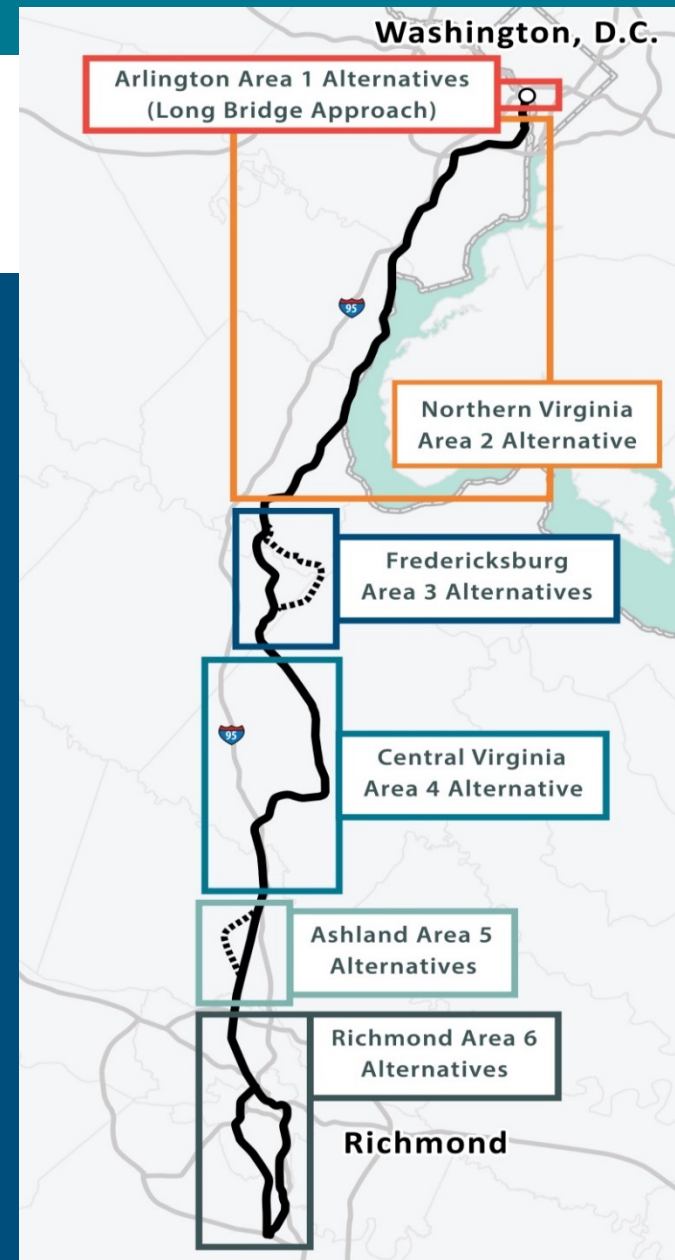 Washington, D.C.
Arlington Area 1 Alternatives
(Long Bridge Approach)
95
Northern Virginia
Area 2 Alternative
Fredericksburg
Area 3 Alternatives
95
Central Virginia
Area 4 Alternative
Ashland Area 5
Alternatives
Richmond Area 6
Alternatives
Richmond